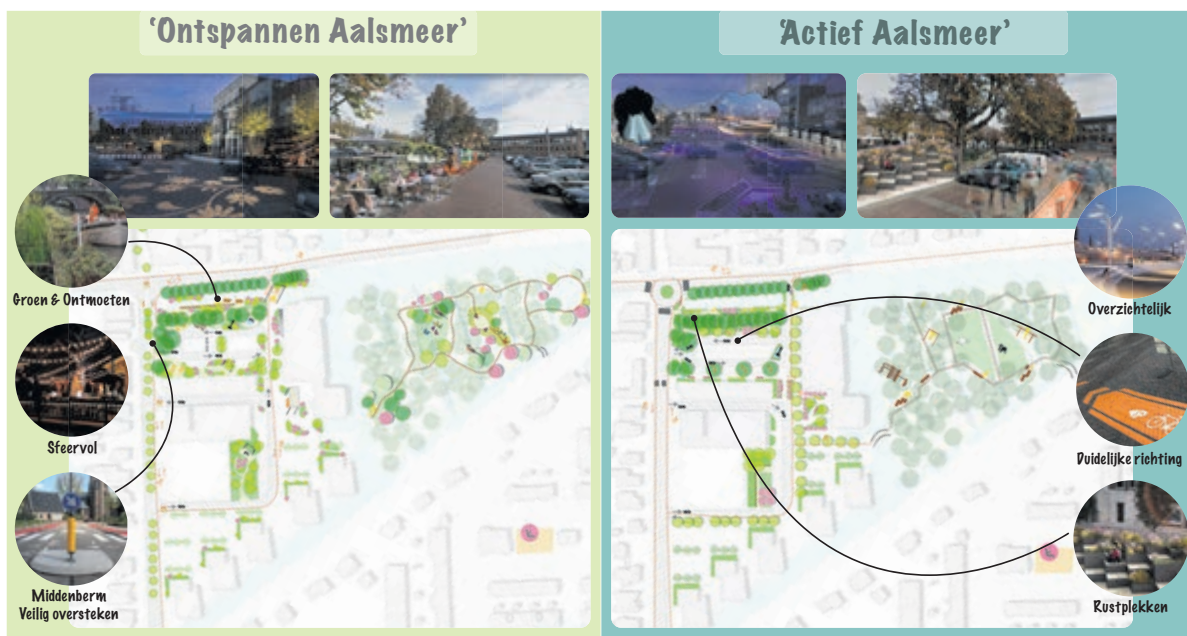 ‘Ontspannen Aalsmeer’
Groen & Ontmoeten
Sfeervol
Middenberm
Veilig oversteken
‘Actief Aalsmeer’
Overzichtelijk
Duidelijke richting
Rustplekken